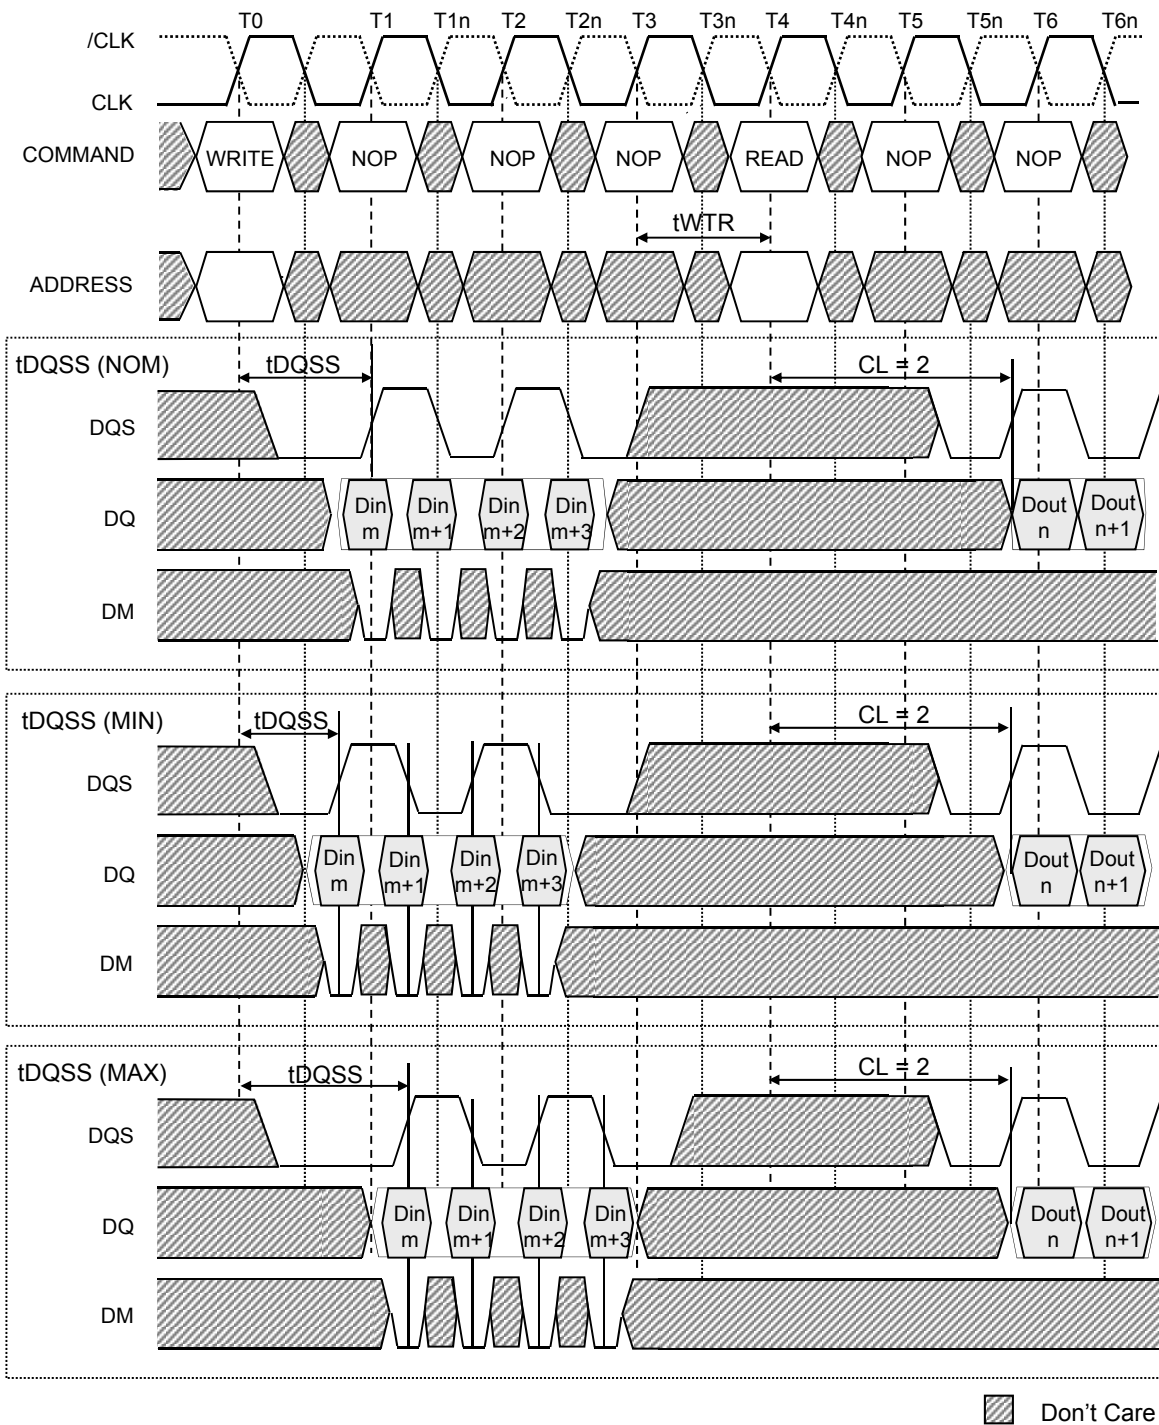 T0 T1 T1n T2 T2n T3 T3n T4 T4n T5 T5n T6 T6n
/CLK
CLK
COMMAND WRITE NOP NOP NOP READ NOP NOP
tWTR
ADDRESS
tDQSS (NOM) tDQSS CL = 2
DQS
DQ Din m Din m+1 Din m+2 Din m+3 Dout n Dout n+1
DM
tDQSS (MIN) tDQSS CL = 2
DQS
DQ Din m Din m+1 Din m+2 Din m+3 Dout n Dout n+1
DM
tDQSS (MAX) tDQSS CL = 2
DQS
DQ Din m Din m+1 Din m+2 Din m+3 Dout n Dout n+1
DM
Don't Care